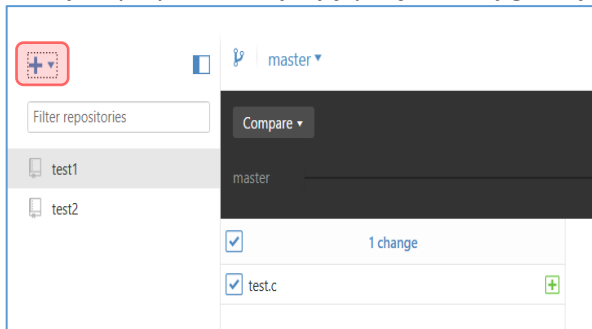 master
Filter repositories
Compare
test1
master
test2
1 change
test.c